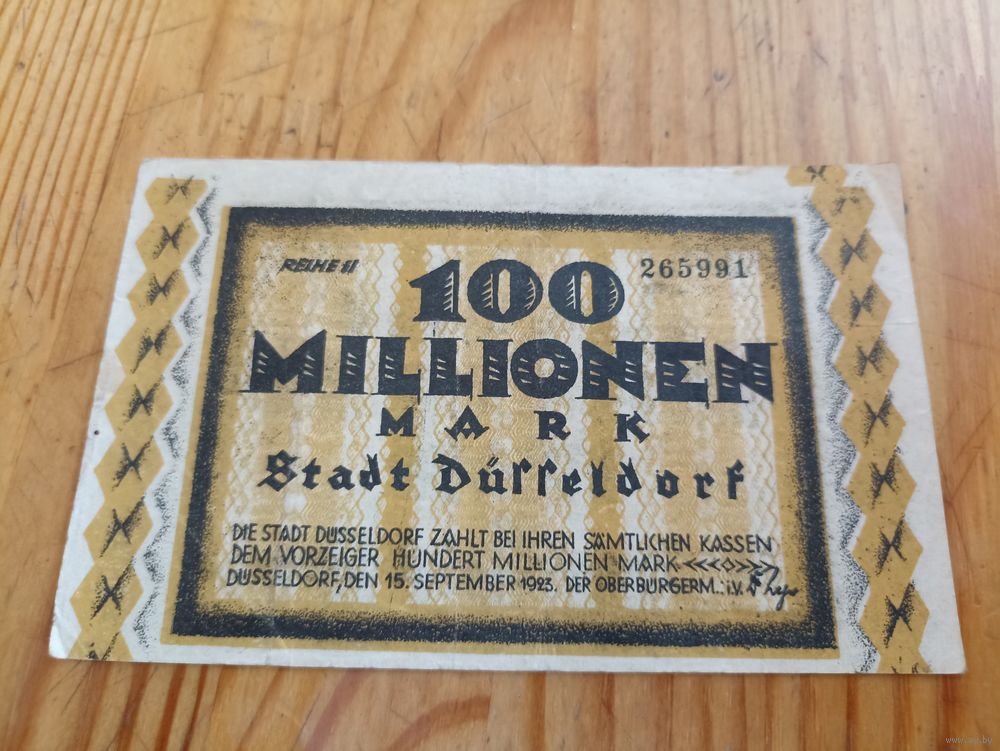 REIHE II
265991
100
MILLIONEN
MARK
Stadt Düsseldorf
DIE STADT DÜSSELDORF ZAHLT BEI IHREN SÄMTLICHEN KASSEN
DEM VORZEIGER HUNDERT MILLIONEN MARK
DÜSSELDORF, DEN 15. SEPTEMBER 1923. DER OBERBÜRGERM.: i.V.